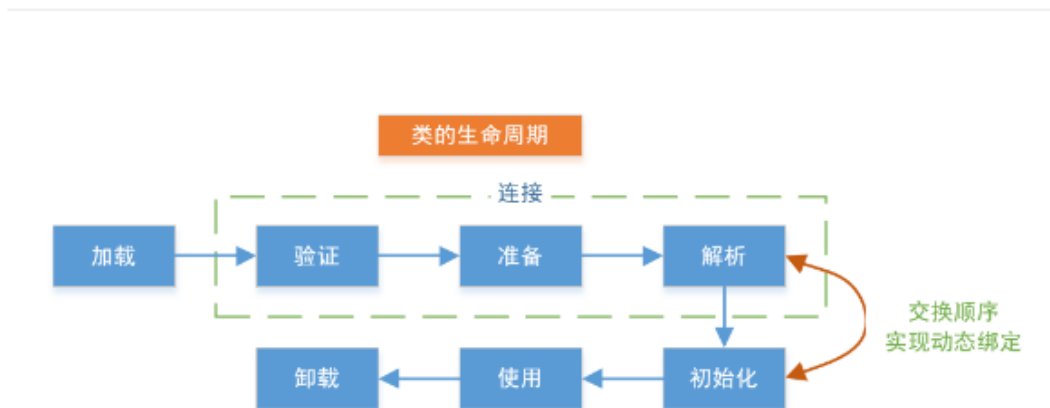 类的生命周期
连接
加载
验证
准备
解析
交换顺序
实现动态绑定
卸载
使用
初始化